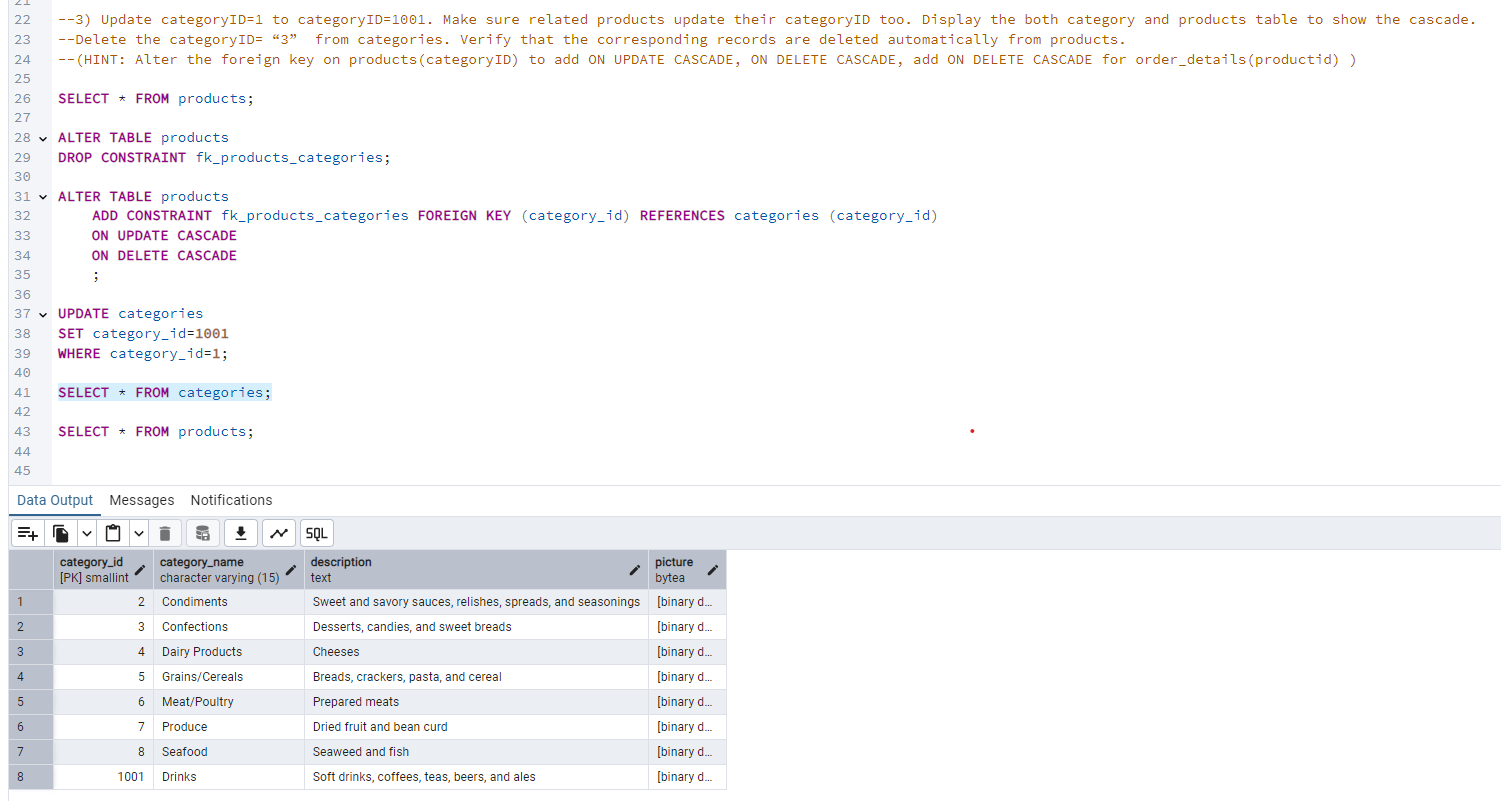 21
22 --3) Update categoryID=1 to categoryID=1001. Make sure related products update their categoryID too. Display the both category and products table to show the cascade.
23 --Delete the categoryID= “3”  from categories. Verify that the corresponding records are deleted automatically from products.
24 --(HINT: Alter the foreign key on products(categoryID) to add ON UPDATE CASCADE, ON DELETE CASCADE, add ON DELETE CASCADE for order_details(productid) )
25
26 SELECT * FROM products;
27
28 ALTER TABLE products
29 DROP CONSTRAINT fk_products_categories;
30
31 ALTER TABLE products
32     ADD CONSTRAINT fk_products_categories FOREIGN KEY (category_id) REFERENCES categories (category_id)
33     ON UPDATE CASCADE
34     ON DELETE CASCADE
35     ;
36
37 UPDATE categories
38 SET category_id=1001
39 WHERE category_id=1;
40
41 SELECT * FROM categories;
42
43 SELECT * FROM products;
44
45
Data Output Messages Notifications
SQL
category_id category_name description picture
[PK] smallint character varying (15) text bytea
1 2 Condiments Sweet and savory sauces, relishes, spreads, and seasonings [binary d...
2 3 Confections Desserts, candies, and sweet breads [binary d...
3 4 Dairy Products Cheeses [binary d...
4 5 Grains/Cereals Breads, crackers, pasta, and cereal [binary d...
5 6 Meat/Poultry Prepared meats [binary d...
6 7 Produce Dried fruit and bean curd [binary d...
7 8 Seafood Seaweed and fish [binary d...
8 1001 Drinks Soft drinks, coffees, teas, beers, and ales [binary d...